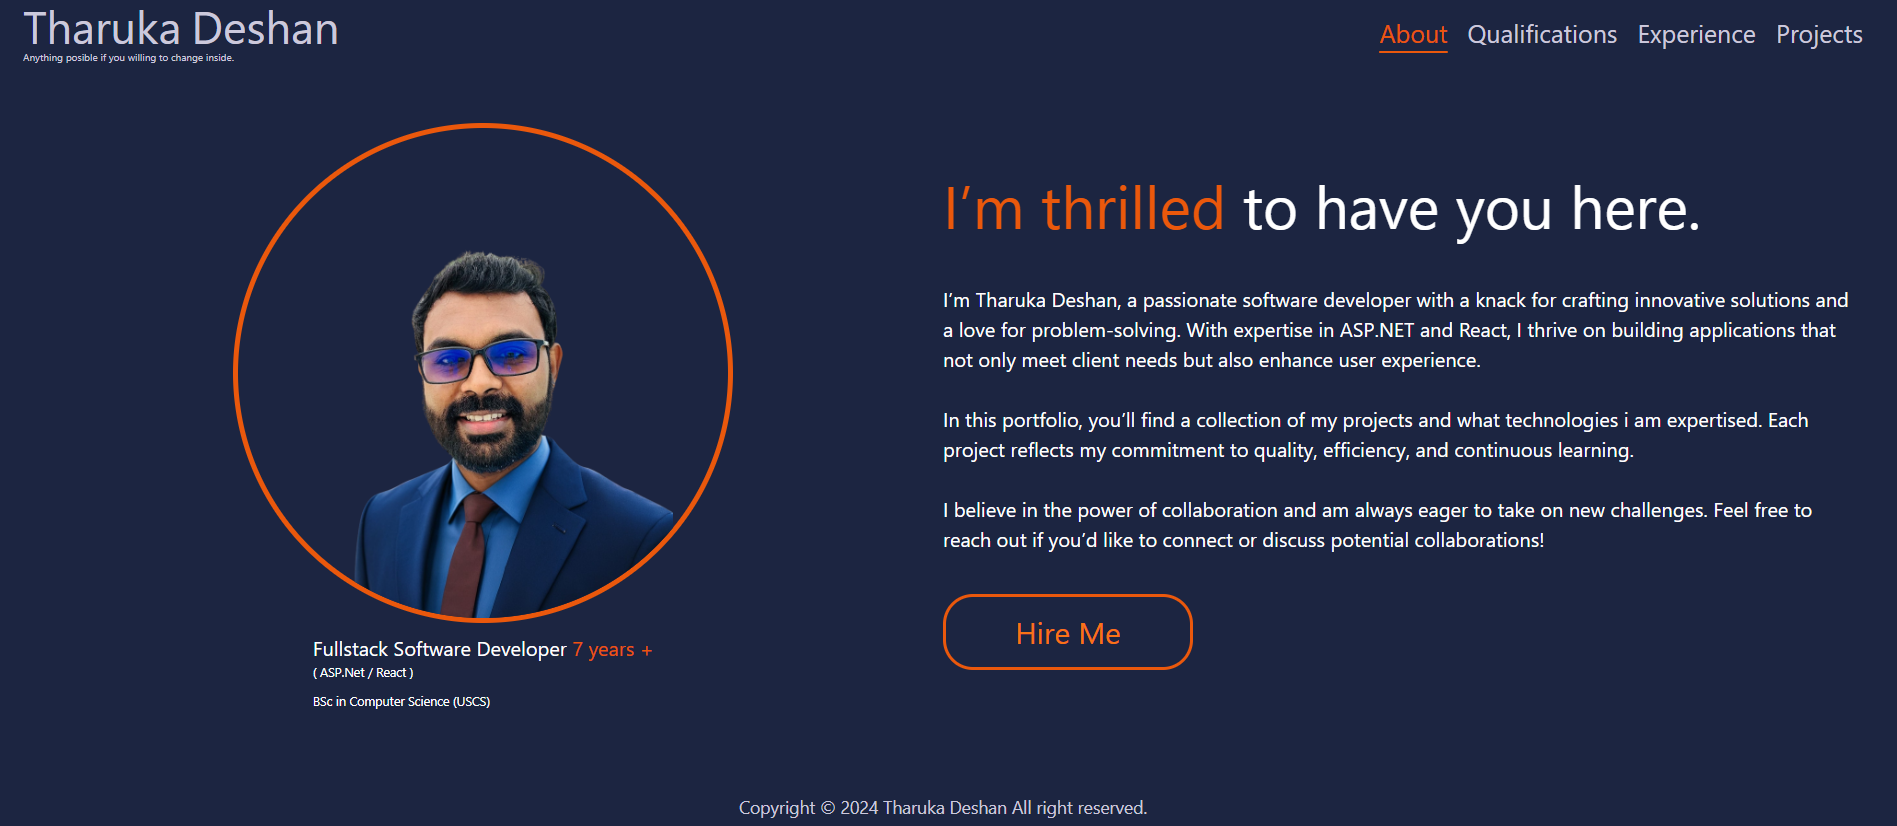 Tharuka Deshan
Anything posible if you willing to change inside.
About Qualifications Experience Projects
I’m thrilled to have you here.
I’m Tharuka Deshan, a passionate software developer with a knack for crafting innovative solutions and
a love for problem-solving. With expertise in ASP.NET and React, I thrive on building applications that
not only meet client needs but also enhance user experience.
In this portfolio, you’ll find a collection of my projects and what technologies i am expertised. Each
project reflects my commitment to quality, efficiency, and continuous learning.
I believe in the power of collaboration and am always eager to take on new challenges. Feel free to
reach out if you’d like to connect or discuss potential collaborations!
Hire Me
Fullstack Software Developer 7 years +
( ASP.Net / React )
BSc in Computer Science (USCS)
Copyright © 2024 Tharuka Deshan All right reserved.